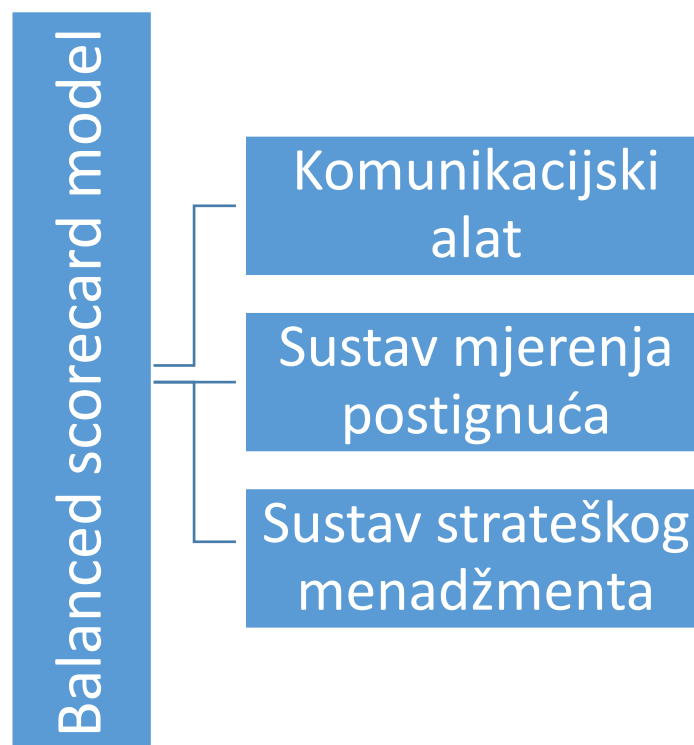 Balanced scorecard model
Komunikacijski
alat
Sustav mjerenja
postignuća
Sustav strateškog
menadžmenta